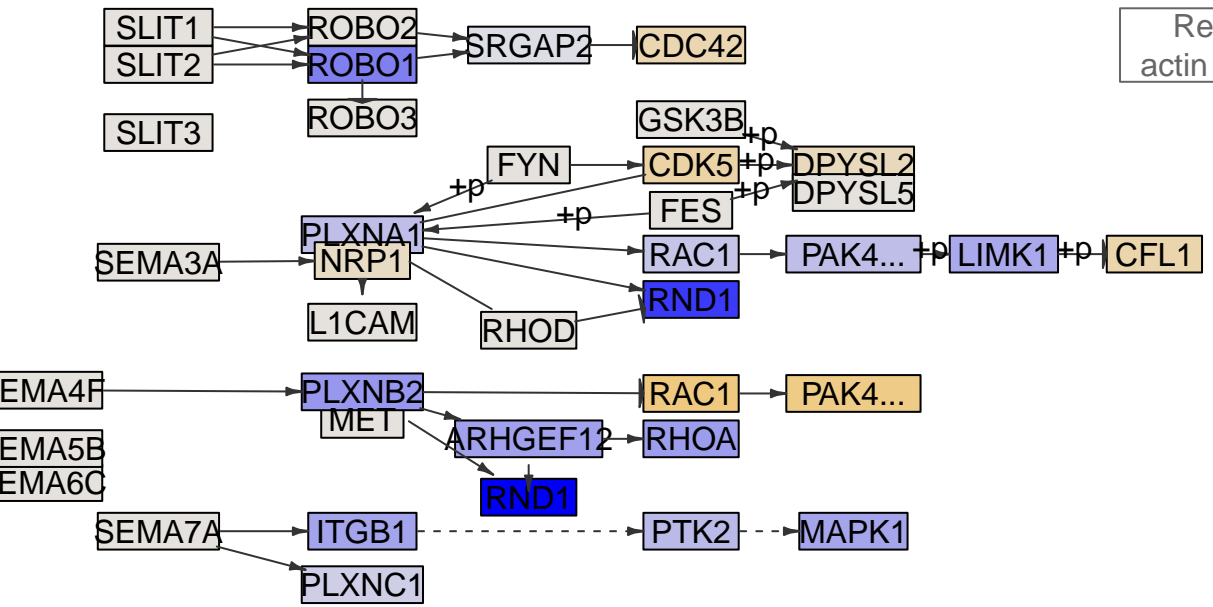 SLIT1
ROBO2
SRGAP2
CDC42
Re
actin
SLIT2
ROBO1
SLIT3
ROBO3
GSK3B
+p
FYN
CDK5
+p
DPYSL2
+p
+p
DPYSL5
FES
+p
PLXNA1
SEMA3A
NRP1
RAC1
PAK4...
+p
LIMK1
+p
CFL1
RND1
L1CAM
RHOD
EMA4F
PLXNB2
RAC1
PAK4...
MET
EMA5B
ARHGEF12
RHOA
EMA6C
RND1
SEMA7A
ITGB1
PTK2
MAPK1
PLXNC1